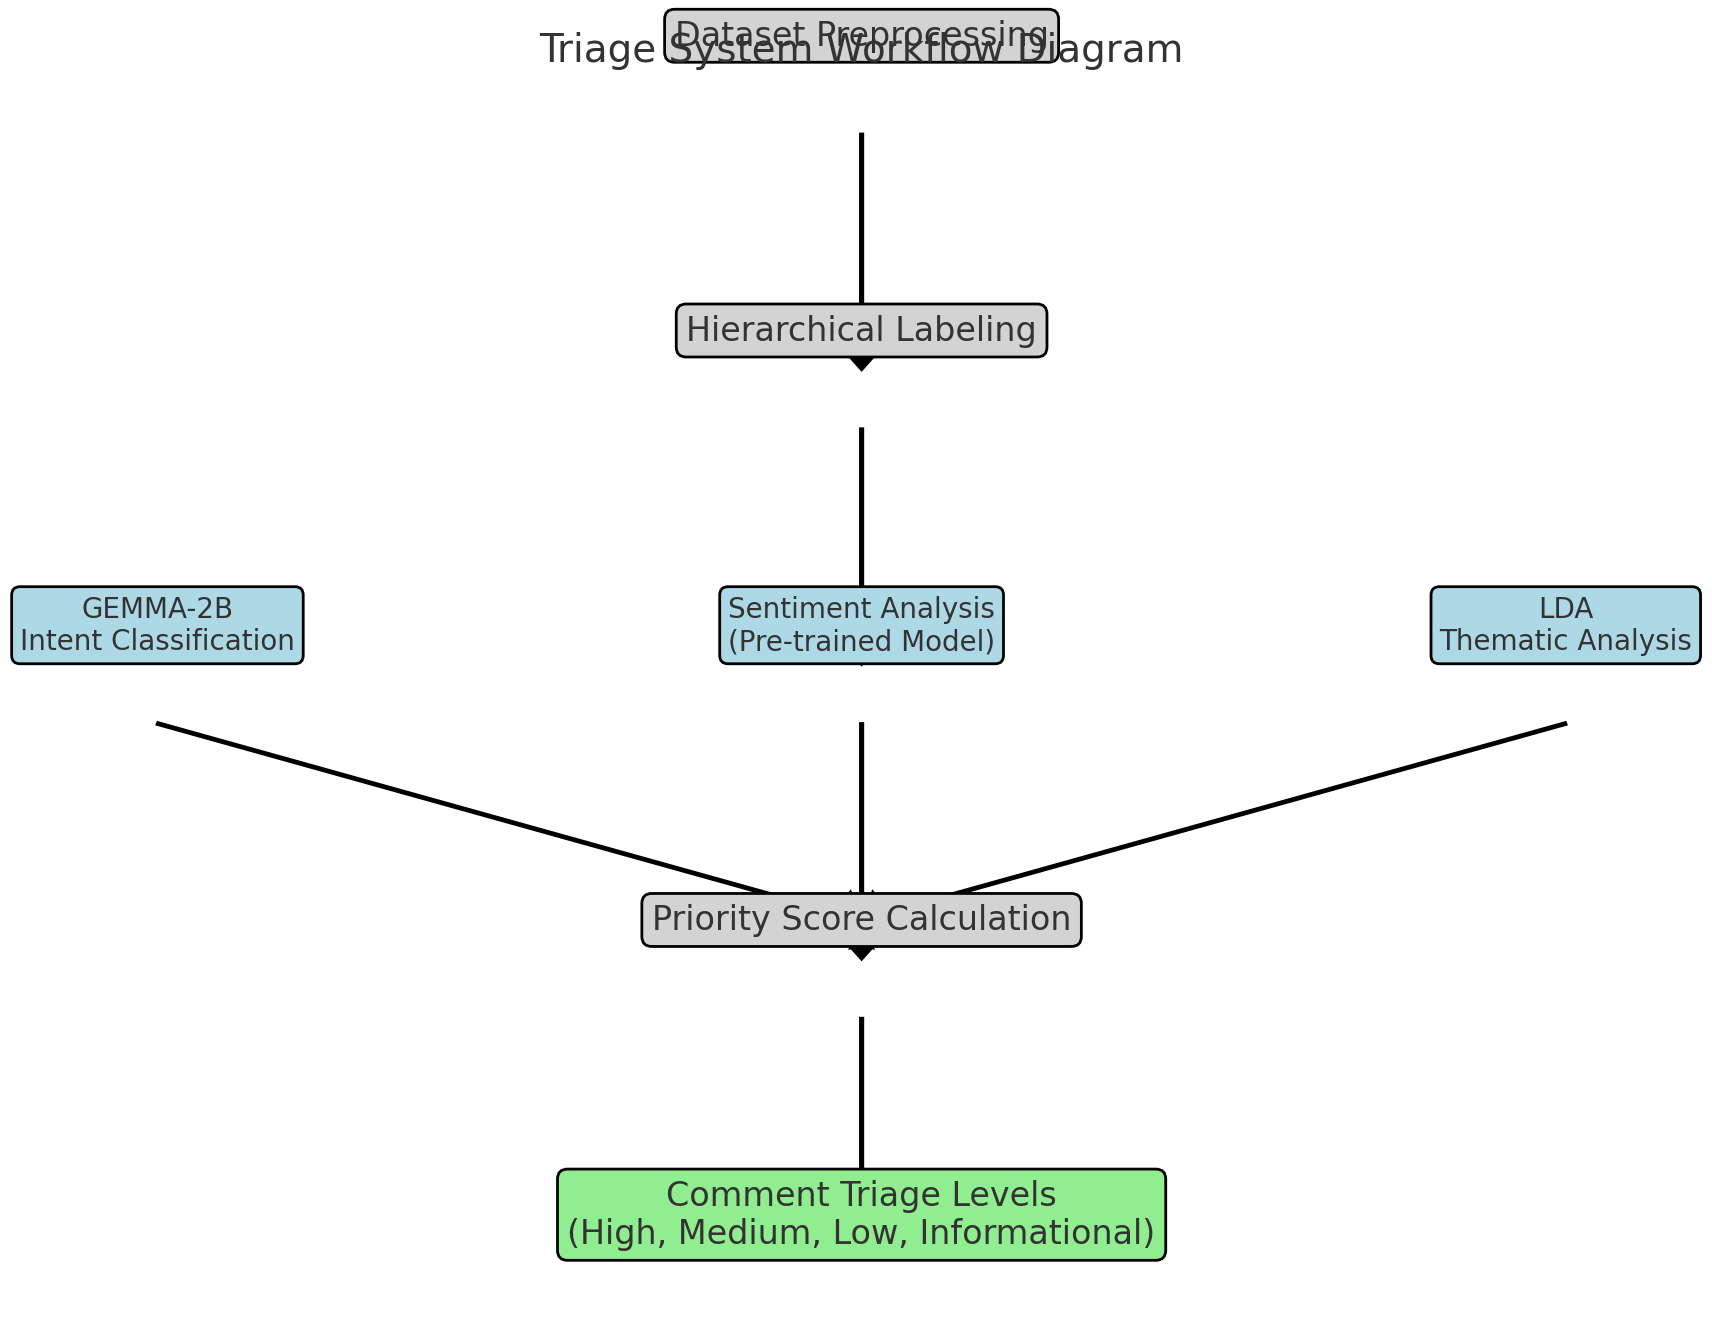 Dataset Preprocessing
Triage System Workflow Diagram
Hierarchical Labeling
GEMMA-2B
Intent Classification
Sentiment Analysis
(Pre-trained Model)
LDA
Thematic Analysis
Priority Score Calculation
Comment Triage Levels
(High, Medium, Low, Informational)